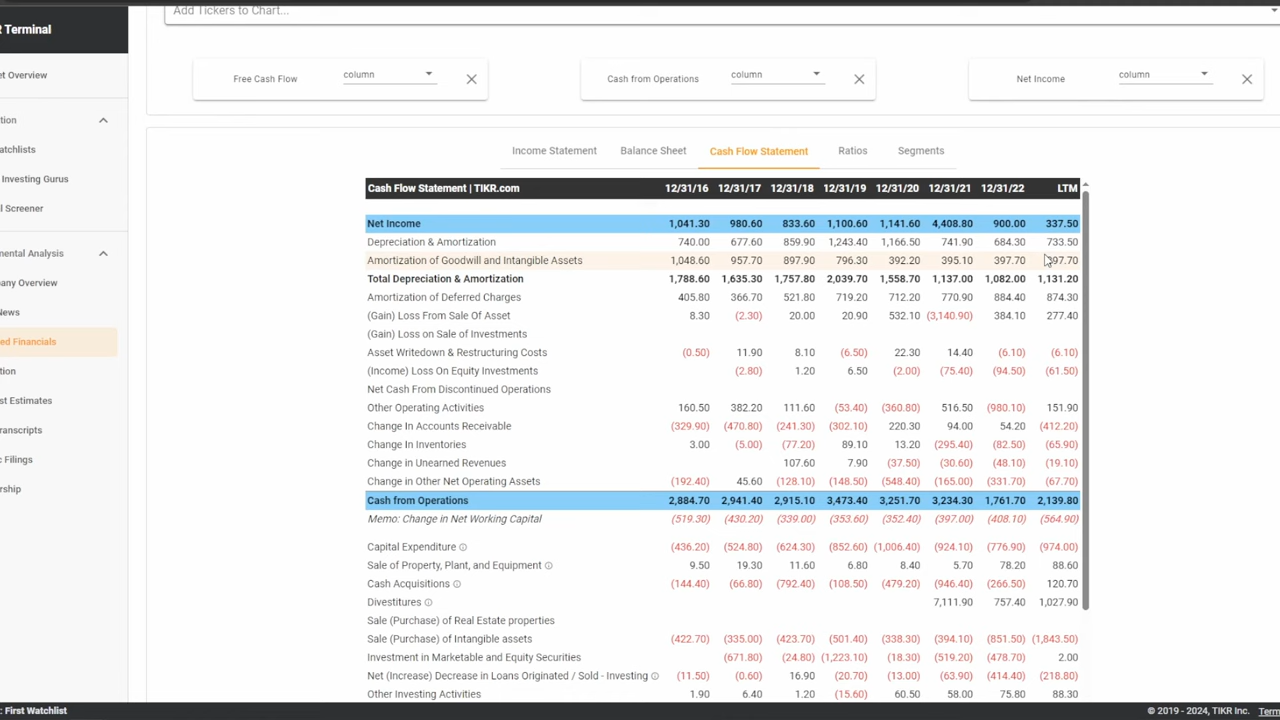 Add Tickers to Chart...
R Terminal
Free Cash Flow column
Cash from Operations column
Net Income column
et Overview
tion
atchlists
Investing Gurus
l Screener
mental Analysis
any Overview
News
ed Financials
tion
st Estimates
ranscripts
c Filings
rship
Income Statement Balance Sheet Cash Flow Statement Ratios Segments
Cash Flow Statement | TIKR.com 12/31/16 12/31/17 12/31/18 12/31/19 12/31/20 12/31/21 12/31/22 LTM
Net Income 1,041.30 980.60 833.60 1,100.60 1,141.60 4,408.80 900.00 337.50
Depreciation & Amortization 740.00 677.60 859.90 1,243.40 1,166.50 741.90 684.30 733.50
Amortization of Goodwill and Intangible Assets 1,048.60 957.70 897.90 796.30 392.20 395.10 397.70 397.70
Total Depreciation & Amortization 1,788.60 1,635.30 1,757.80 2,039.70 1,558.70 1,137.00 1,082.00 1,131.20
Amortization of Deferred Charges 405.80 366.70 521.80 719.20 712.20 770.90 884.40 874.30
(Gain) Loss From Sale Of Asset 8.30 (2.30) 20.00 20.90 532.10 (3,140.90) 384.10 277.40
(Gain) Loss on Sale of Investments
Asset Writedown & Restructuring Costs (0.50) 11.90 8.10 (6.50) 22.30 14.40 (6.10) (6.10)
(Income) Loss On Equity Investments (2.80) 1.20 6.50 (2.00) (75.40) (94.50) (61.50)
Net Cash From Discontinued Operations
Other Operating Activities 160.50 382.20 111.60 (53.40) (360.80) 516.50 (980.10) 151.90
Change In Accounts Receivable (329.90) (470.80) (241.30) (302.10) 220.30 94.00 54.20 (412.20)
Change In Inventories 3.00 (5.00) (77.20) 89.10 13.20 (295.40) (82.50) (65.90)
Change in Unearned Revenues 107.60 7.90 (37.50) (30.60) (48.10) (19.10)
Change in Other Net Operating Assets (192.40) 45.60 (128.10) (148.50) (548.40) (165.00) (331.70) (67.70)
Cash from Operations 2,884.70 2,941.40 2,915.10 3,473.40 3,251.70 3,234.30 1,761.70 2,139.80
Memo: Change in Net Working Capital (519.30) (430.20) (339.00) (353.60) (352.40) (397.00) (408.10) (564.90)
Capital Expenditure (436.20) (524.80) (624.30) (852.60) (1,006.40) (924.10) (776.90) (974.00)
Sale of Property, Plant, and Equipment 9.50 19.30 11.60 6.80 8.40 5.70 78.20 88.60
Cash Acquisitions (144.40) (66.80) (792.40) (108.50) (479.20) (946.40) (266.50) 120.70
Divestitures 7,111.90 757.40 1,027.90
Sale (Purchase) of Real Estate properties
Sale (Purchase) of Intangible assets (422.70) (335.00) (423.70) (501.40) (338.30) (394.10) (851.50) (1,843.50)
Investment in Marketable and Equity Securities (671.80) (24.80) (1,223.10) (18.30) (519.20) (478.70) 2.00
Net (Increase) Decrease in Loans Originated / Sold - Investing (11.50) (0.60) 16.90 (20.70) (13.00) (63.90) (414.40) (218.80)
Other Investing Activities 1.90 6.40 1.20 (15.60) 60.50 58.00 75.80 88.30
: First Watchlist
© 2019 - 2024, TIKR Inc. Term